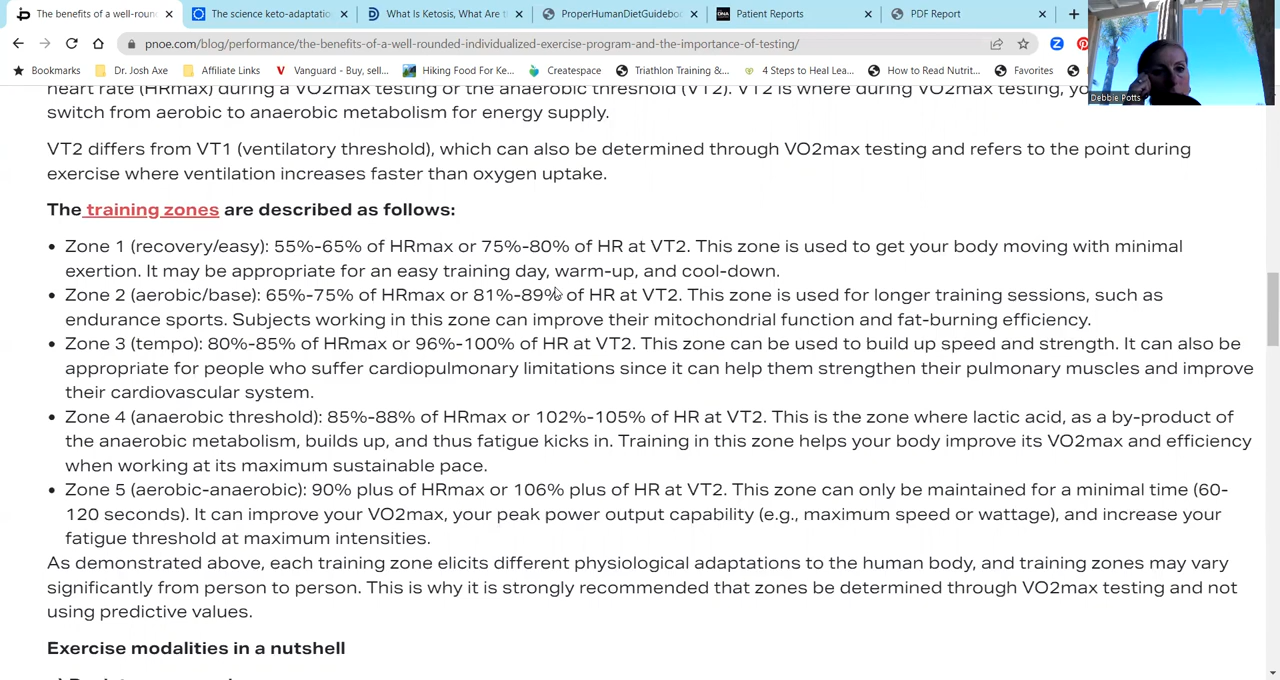 The benefits of a well-roun
The science keto-adaptatio
What Is Ketosis, What Are t
ProperHumanDietGuidebo
Patient Reports
PDF Report
pnoe.com/blog/performance/the-benefits-of-a-well-rounded-individualized-exercise-program-and-the-importance-of-testing/
Bookmarks
Dr. Josh Axe
Affiliate Links
Vanguard - Buy, sell...
Hiking Food For Ke...
Createspace
Triathlon Training &...
4 Steps to Heal Lea...
How to Read Nutrit...
Favorites
Debbie Potts
heart rate (HRmax) during a VO2max testing or the anaerobic threshold (VT2). VT2 is where during VO2max testing, yo
switch from aerobic to anaerobic metabolism for energy supply.
VT2 differs from VT1 (ventilatory threshold), which can also be determined through VO2max testing and refers to the point during
exercise where ventilation increases faster than oxygen uptake.
The training zones are described as follows:
• Zone 1 (recovery/easy): 55%-65% of HRmax or 75%-80% of HR at VT2. This zone is used to get your body moving with minimal
exertion. It may be appropriate for an easy training day, warm-up, and cool-down.
• Zone 2 (aerobic/base): 65%-75% of HRmax or 81%-89% of HR at VT2. This zone is used for longer training sessions, such as
endurance sports. Subjects working in this zone can improve their mitochondrial function and fat-burning efficiency.
• Zone 3 (tempo): 80%-85% of HRmax or 96%-100% of HR at VT2. This zone can be used to build up speed and strength. It can also be
appropriate for people who suffer cardiopulmonary limitations since it can help them strengthen their pulmonary muscles and improve
their cardiovascular system.
• Zone 4 (anaerobic threshold): 85%-88% of HRmax or 102%-105% of HR at VT2. This is the zone where lactic acid, as a by-product of
the anaerobic metabolism, builds up, and thus fatigue kicks in. Training in this zone helps your body improve its VO2max and efficiency
when working at its maximum sustainable pace.
• Zone 5 (aerobic-anaerobic): 90% plus of HRmax or 106% plus of HR at VT2. This zone can only be maintained for a minimal time (60-
120 seconds). It can improve your VO2max, your peak power output capability (e.g., maximum speed or wattage), and increase your
fatigue threshold at maximum intensities.
As demonstrated above, each training zone elicits different physiological adaptations to the human body, and training zones may vary
significantly from person to person. This is why it is strongly recommended that zones be determined through VO2max testing and not
using predictive values.
Exercise modalities in a nutshell